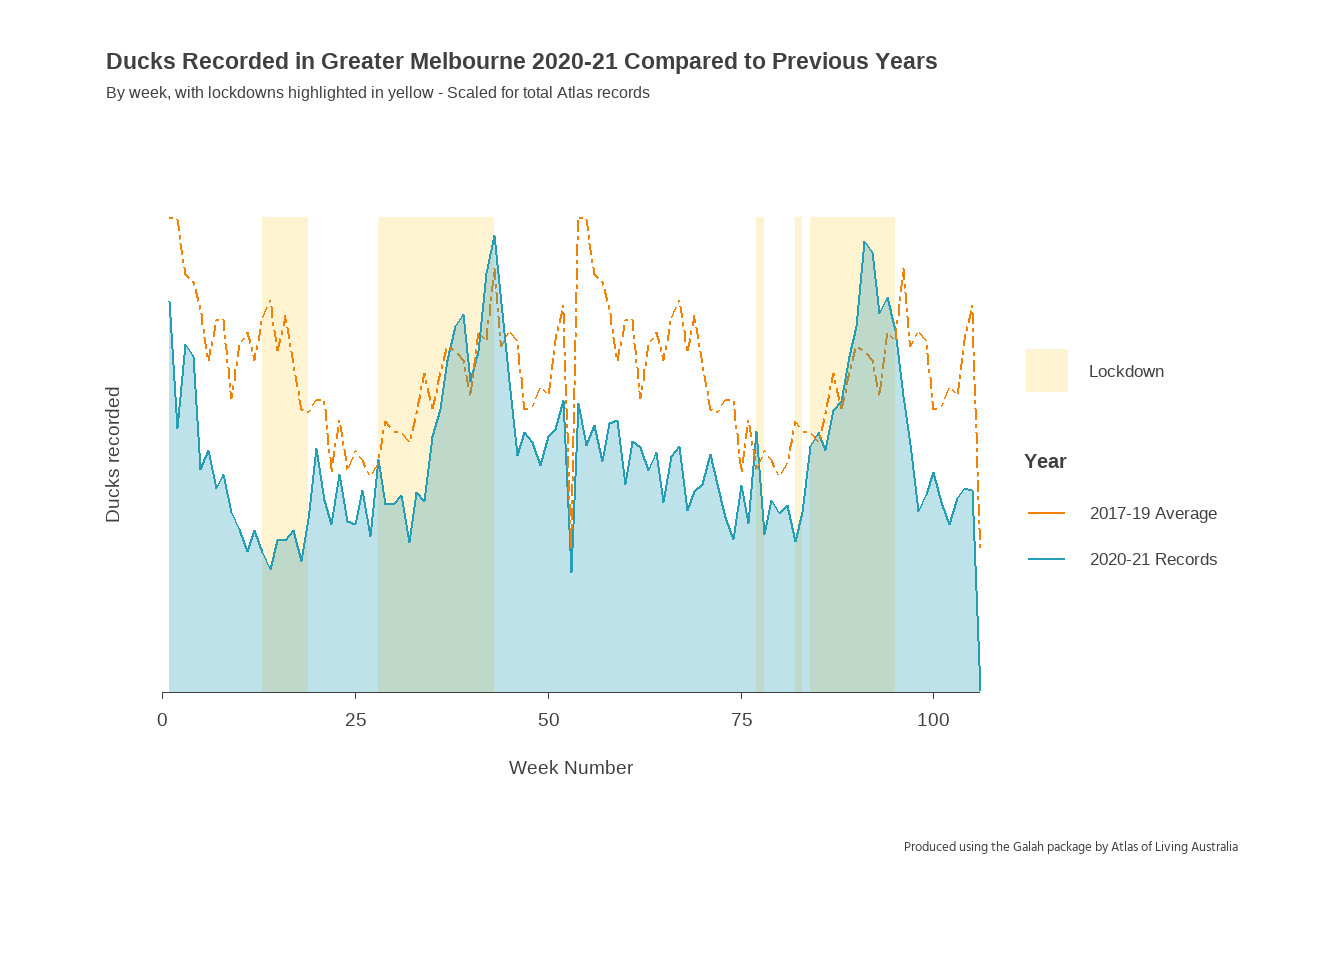 Ducks Recorded in Greater Melbourne 2020-21 Compared to Previous Years
By week, with lockdowns highlighted in yellow - Scaled for total Atlas records
Ducks recorded
Lockdown
Year
2017-19 Average
2020-21 Records
0 25 50 75 100
Week Number
Produced using the Galah package by Atlas of Living Australia